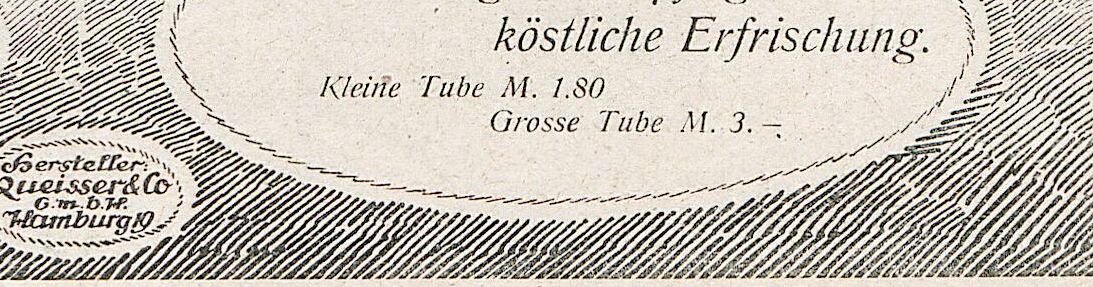 köstliche Erfrischung.
Kleine Tube M. 1.80
Grosse Tube M. 3.—
Hersteller:
Queisser & Co
G.m.b.H.
Hamburg 19